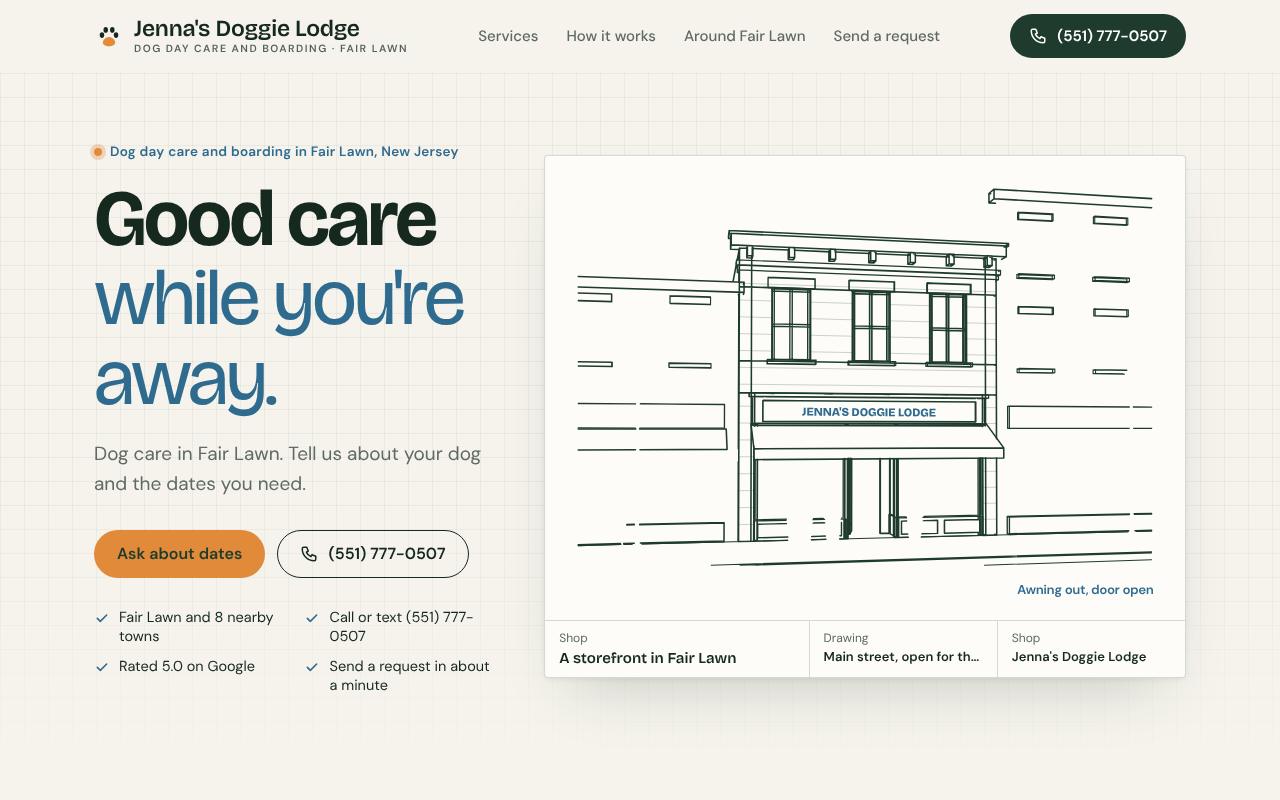 Jenna's Doggie Lodge
DOG DAY CARE AND BOARDING · FAIR LAWN
Services
How it works
Around Fair Lawn
Send a request
(551) 777-0507
Dog day care and boarding in Fair Lawn, New Jersey
Good care
while you're
away.
Dog care in Fair Lawn. Tell us about your dog
and the dates you need.
Ask about dates
(551) 777-0507
Fair Lawn and 8 nearby
towns
Call or text (551) 777-
0507
Rated 5.0 on Google
Send a request in about
a minute
JENNA'S DOGGIE LODGE
Awning out, door open
Shop
A storefront in Fair Lawn
Drawing
Main street, open for th...
Shop
Jenna's Doggie Lodge